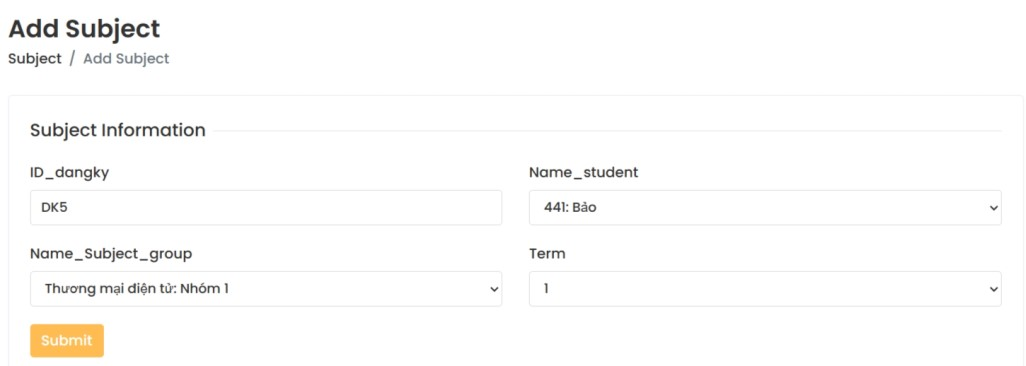 Add Subject
Subject / Add Subject
Subject Information
ID_dangky
Name_student
DK5
441: Bảo
Name_Subject_group
Term
Thương mại điện tử: Nhóm 1
1
Submit